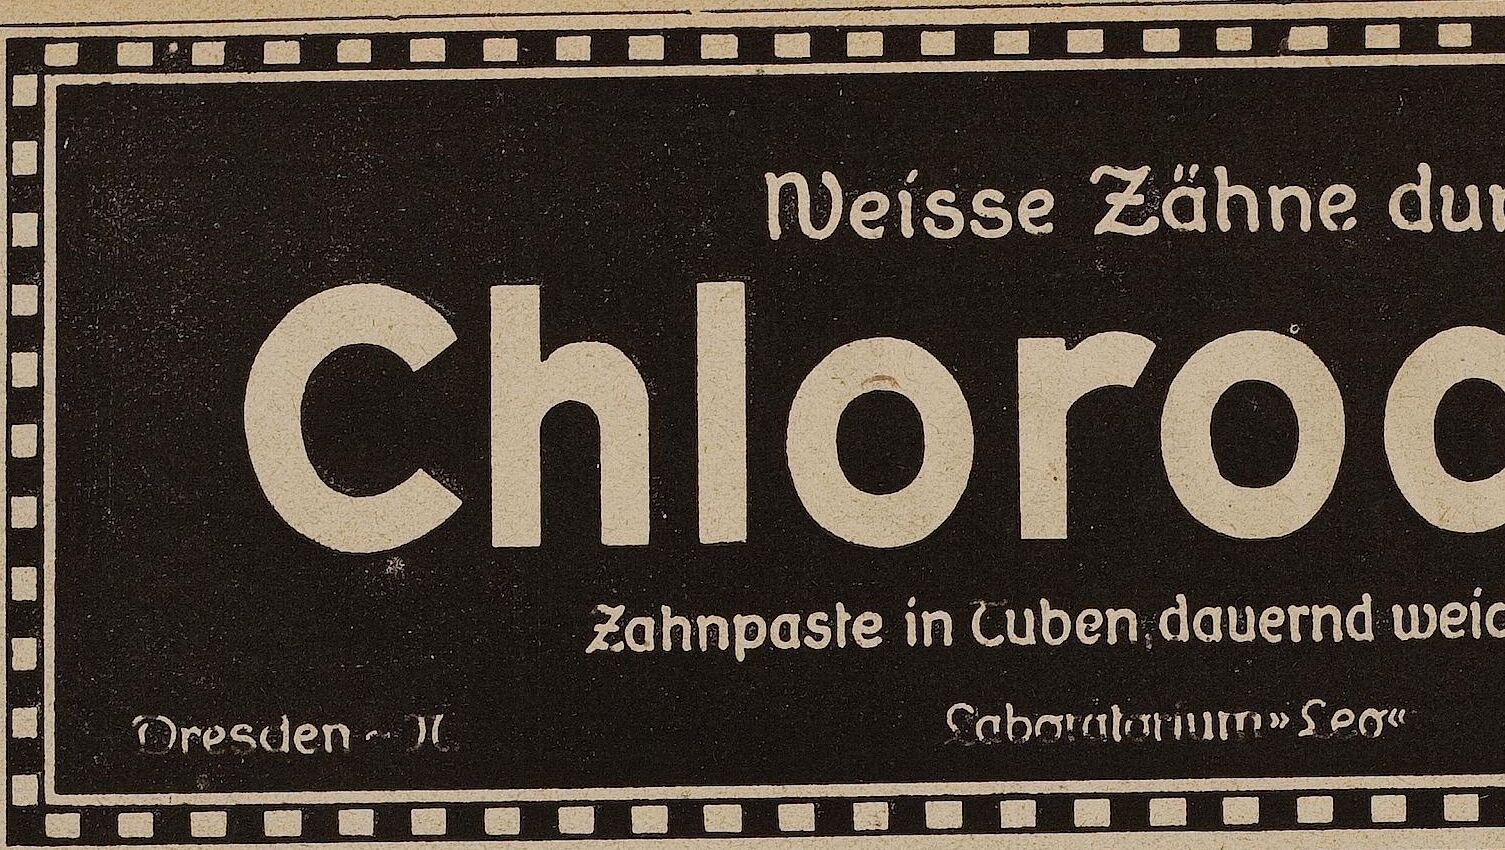 Weisse Zähne dur
Chloroo
Zahnpaste in Tuben, dauernd weic
Dresden - N
Laboratorium » Leo «